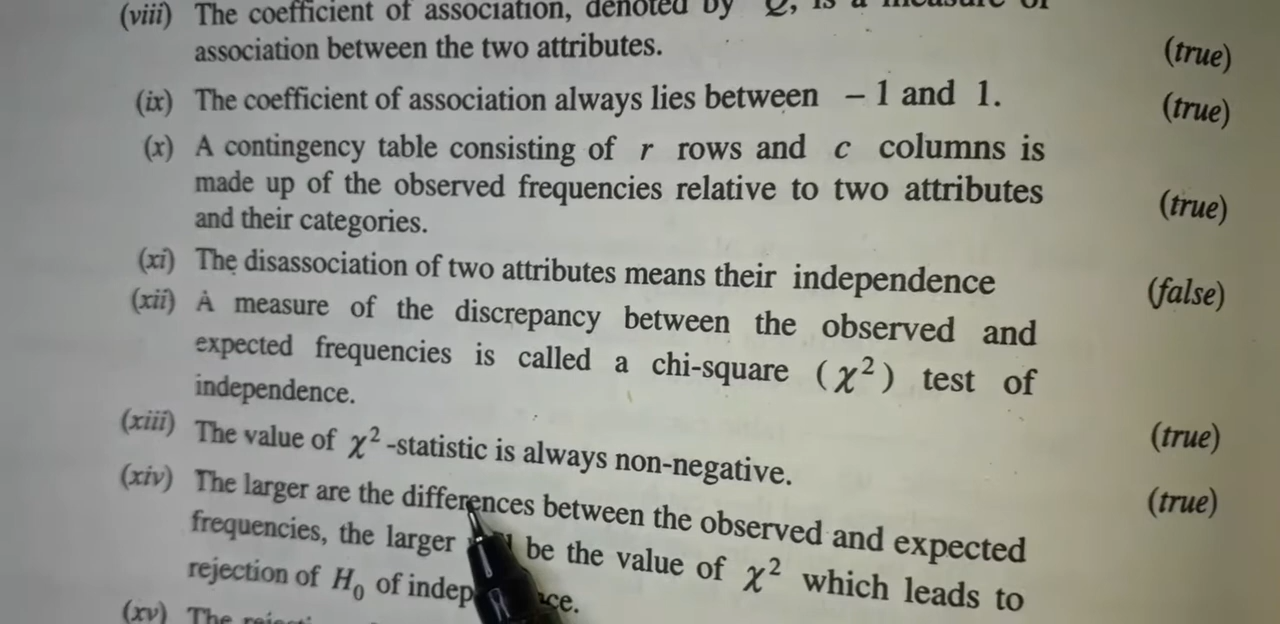 (viii) The coefficient of association, denoted by Q, is a measure of
association between the two attributes. (true)
(ix) The coefficient of association always lies between – 1 and 1. (true)
(x) A contingency table consisting of r rows and c columns is
made up of the observed frequencies relative to two attributes
and their categories. (true)
(xi) The disassociation of two attributes means their independence (false)
(xii) A measure of the discrepancy between the observed and
expected frequencies is called a chi-square (χ²) test of
independence. (true)
(xiii) The value of χ² -statistic is always non-negative. (true)
(xiv) The larger are the differences between the observed and expected
frequencies, the larger be the value of χ² which leads to
rejection of H₀ of
(xv) The